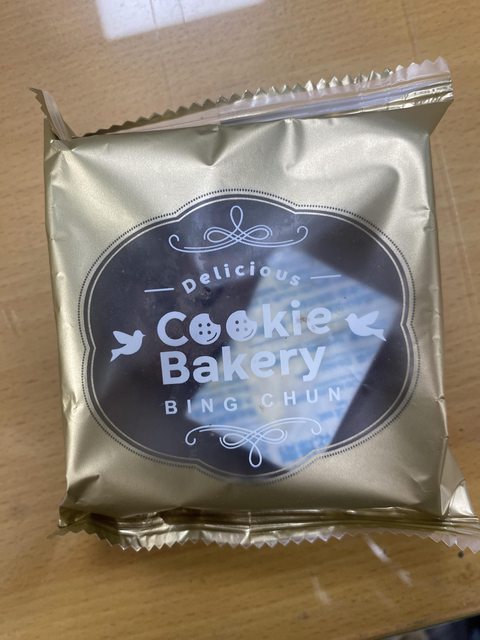 Delicious
Cookie
Bakery
BING CHUN